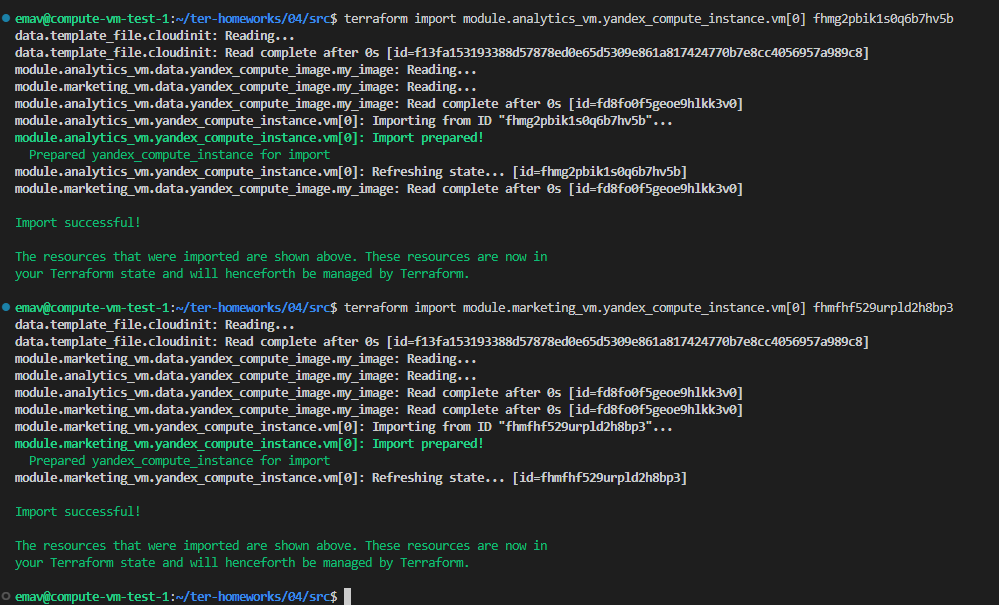 emav@compute-vm-test-1:~/ter-homeworks/04/src$ terraform import module.analytics_vm.yandex_compute_instance.vm[0] fhmg2pbik1s0q6b7hv5b
data.template_file.cloudinit: Reading...
data.template_file.cloudinit: Read complete after 0s [id=f13fa153193388d57878ed0e65d5309e861a817424770b7e8cc4056957a989c8]
module.analytics_vm.data.yandex_compute_image.my_image: Reading...
module.marketing_vm.data.yandex_compute_image.my_image: Reading...
module.analytics_vm.data.yandex_compute_image.my_image: Read complete after 0s [id=fd8fo0f5geoe9hlkk3v0]
module.analytics_vm.yandex_compute_instance.vm[0]: Importing from ID "fhmg2pbik1s0q6b7hv5b"...
module.analytics_vm.yandex_compute_instance.vm[0]: Import prepared!
  Prepared yandex_compute_instance for import
module.analytics_vm.yandex_compute_instance.vm[0]: Refreshing state... [id=fhmg2pbik1s0q6b7hv5b]
module.marketing_vm.data.yandex_compute_image.my_image: Read complete after 0s [id=fd8fo0f5geoe9hlkk3v0]
Import successful!
The resources that were imported are shown above. These resources are now in
your Terraform state and will henceforth be managed by Terraform.
emav@compute-vm-test-1:~/ter-homeworks/04/src$ terraform import module.marketing_vm.yandex_compute_instance.vm[0] fhmfhf529urpld2h8bp3
data.template_file.cloudinit: Reading...
data.template_file.cloudinit: Read complete after 0s [id=f13fa153193388d57878ed0e65d5309e861a817424770b7e8cc4056957a989c8]
module.marketing_vm.data.yandex_compute_image.my_image: Reading...
module.analytics_vm.data.yandex_compute_image.my_image: Reading...
module.analytics_vm.data.yandex_compute_image.my_image: Read complete after 0s [id=fd8fo0f5geoe9hlkk3v0]
module.marketing_vm.data.yandex_compute_image.my_image: Read complete after 0s [id=fd8fo0f5geoe9hlkk3v0]
module.marketing_vm.yandex_compute_instance.vm[0]: Importing from ID "fhmfhf529urpld2h8bp3"...
module.marketing_vm.yandex_compute_instance.vm[0]: Import prepared!
  Prepared yandex_compute_instance for import
module.marketing_vm.yandex_compute_instance.vm[0]: Refreshing state... [id=fhmfhf529urpld2h8bp3]
Import successful!
The resources that were imported are shown above. These resources are now in
your Terraform state and will henceforth be managed by Terraform.
emav@compute-vm-test-1:~/ter-homeworks/04/src$